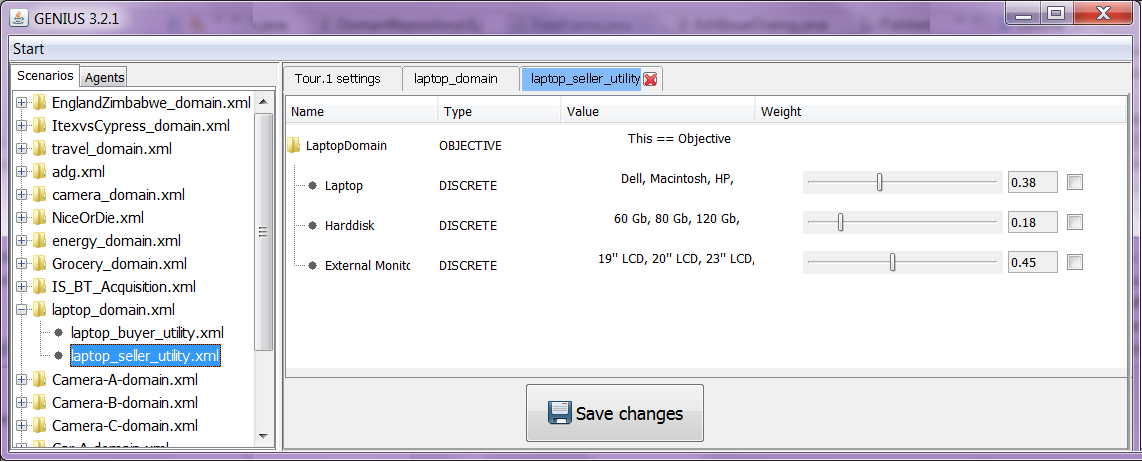 GENIUS 3.2.1
Start
Scenarios Agents
EnglandZimbabwe_domain.xml
ItexvsCypress_domain.xml
travel_domain.xml
adg.xml
camera_domain.xml
NiceOrDie.xml
energy_domain.xml
Grocery_domain.xml
IS_BT_Acquisition.xml
laptop_domain.xml
laptop_buyer_utility.xml
laptop_seller_utility.xml
Camera-A-domain.xml
Camera-B-domain.xml
Camera-C-domain.xml
Tour.1 settings laptop_domain laptop_seller_utility
Name Type Value Weight
LaptopDomain OBJECTIVE This == Objective
Laptop DISCRETE Dell, Macintosh, HP, 0.38
Harddisk DISCRETE 60 Gb, 80 Gb, 120 Gb, 0.18
External Monito DISCRETE 19" LCD, 20" LCD, 23" LCD, 0.45
Save changes